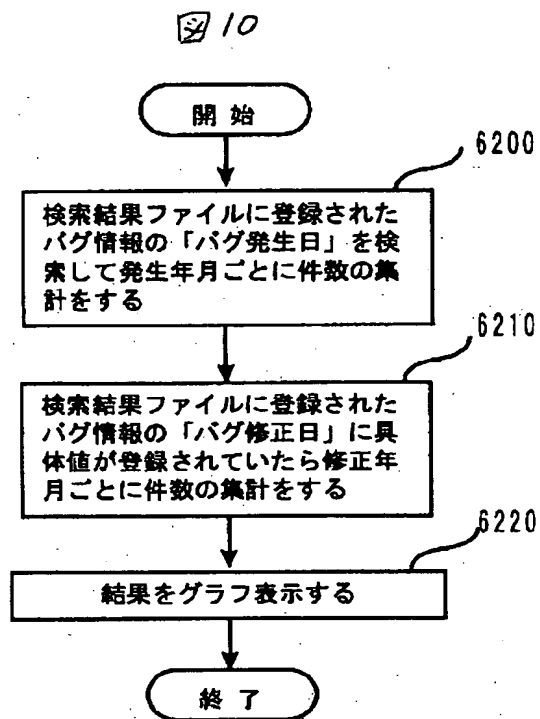 図10
開始
6200
検索結果ファイルに登録された
バグ情報の「バグ発生日」を検
索して発生年月ごとに件数の集
計をする
6210
検索結果ファイルに登録された
バグ情報の「バグ修正日」に具
体値が登録されていたら修正年
月ごとに件数の集計をする
6220
結果をグラフ表示する
終了